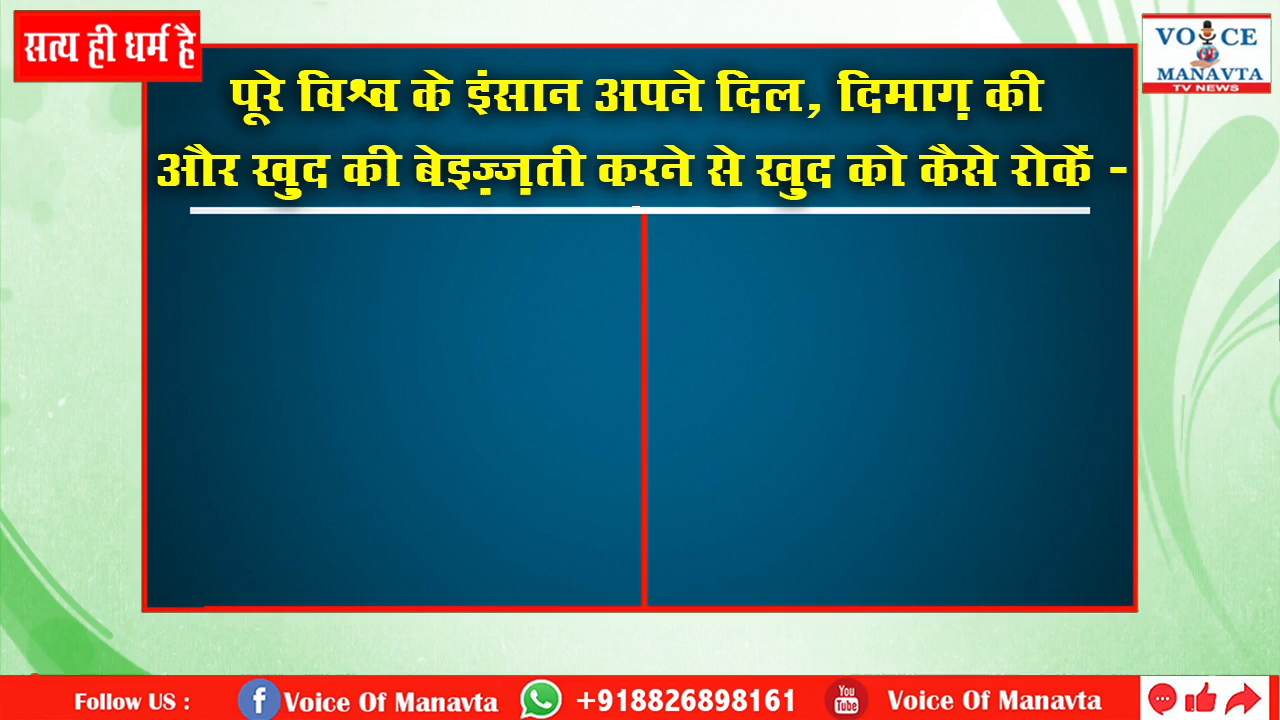 सत्य ही धर्म है
VOICE
MANAVTA
TV NEWS
पूरे विश्व के इंसान अपने दिल, दिमाग़ की
और खुद की बेइज़्ज़ती करने से खुद को कैसे रोकें -
Follow US : Voice Of Manavta +918826898161 You Tube Voice Of Manavta